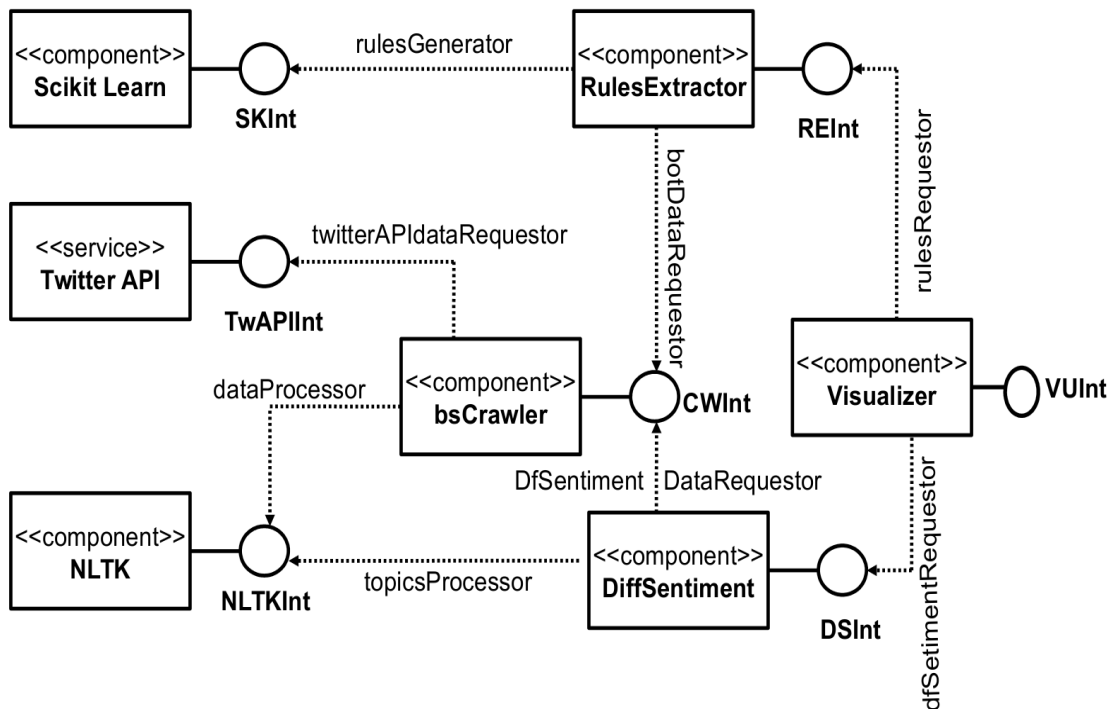 <<component>>
Scikit Learn
SKInt
rulesGenerator
<<component>>
RulesExtractor
REInt
rulesRequestor
botDataRequestor
<<service>>
Twitter API
TwAPIInt
twitterAPIdataRequestor
<<component>>
bsCrawler
CWInt
<<component>>
Visualizer
VUInt
dataProcessor
DfSentiment DataRequestor
<<component>>
NLTK
NLTKInt
topicsProcessor
<<component>>
DiffSentiment
DSInt
dfSetimentRequestor